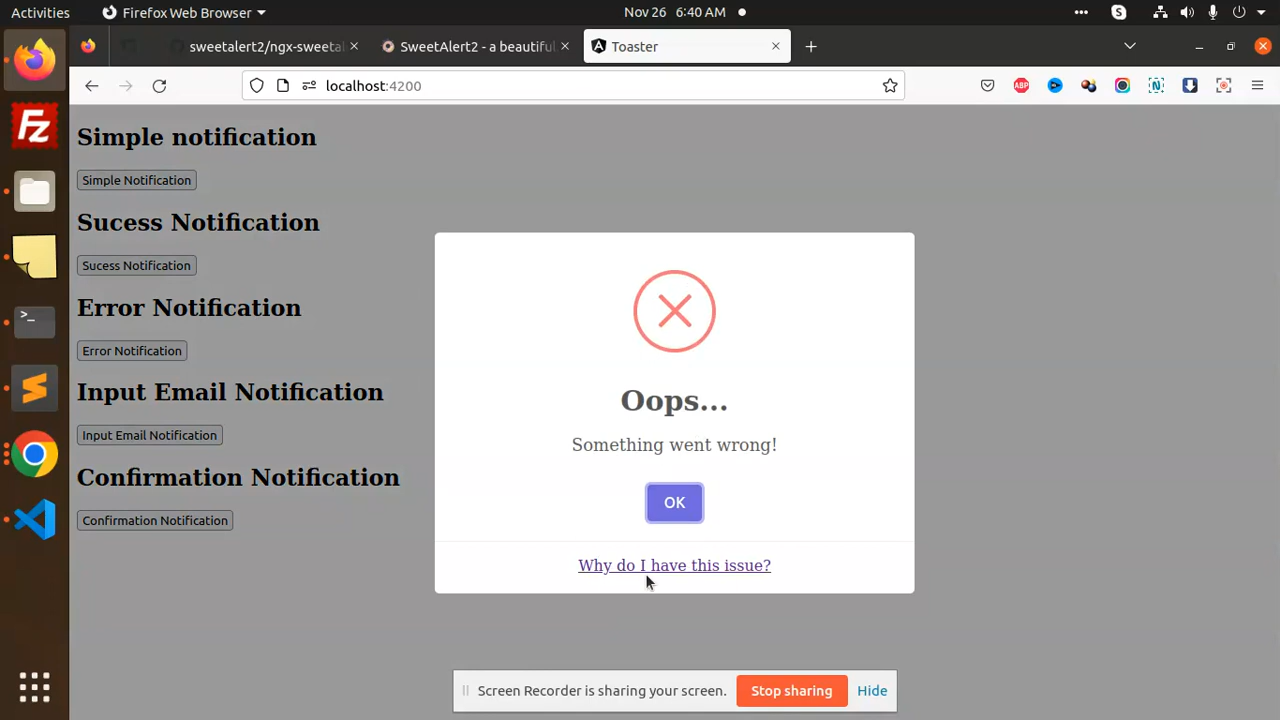 Activities
Firefox Web Browser
Nov 26 6:40 AM
sweetalert2/ngx-sweetal
SweetAlert2 - a beautiful
Toaster
localhost:4200
ABP
N
Simple notification
Simple Notification
Sucess Notification
Sucess Notification
Error Notification
Error Notification
Input Email Notification
Input Email Notification
Confirmation Notification
Confirmation Notification
Oops...
Something went wrong!
OK
Why do I have this issue?
Screen Recorder is sharing your screen.
Stop sharing
Hide